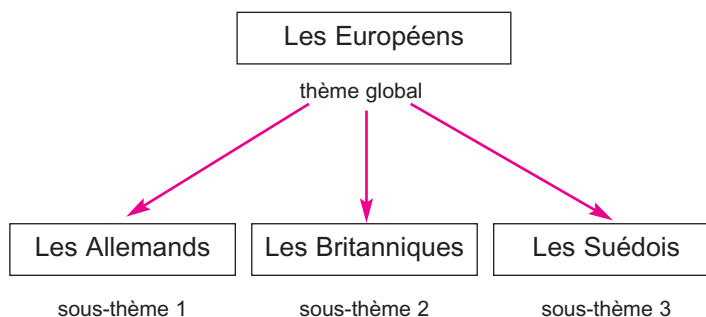 Les Européens
thème global
Les Allemands
Les Britanniques
Les Suédois
sous-thème 1
sous-thème 2
sous-thème 3